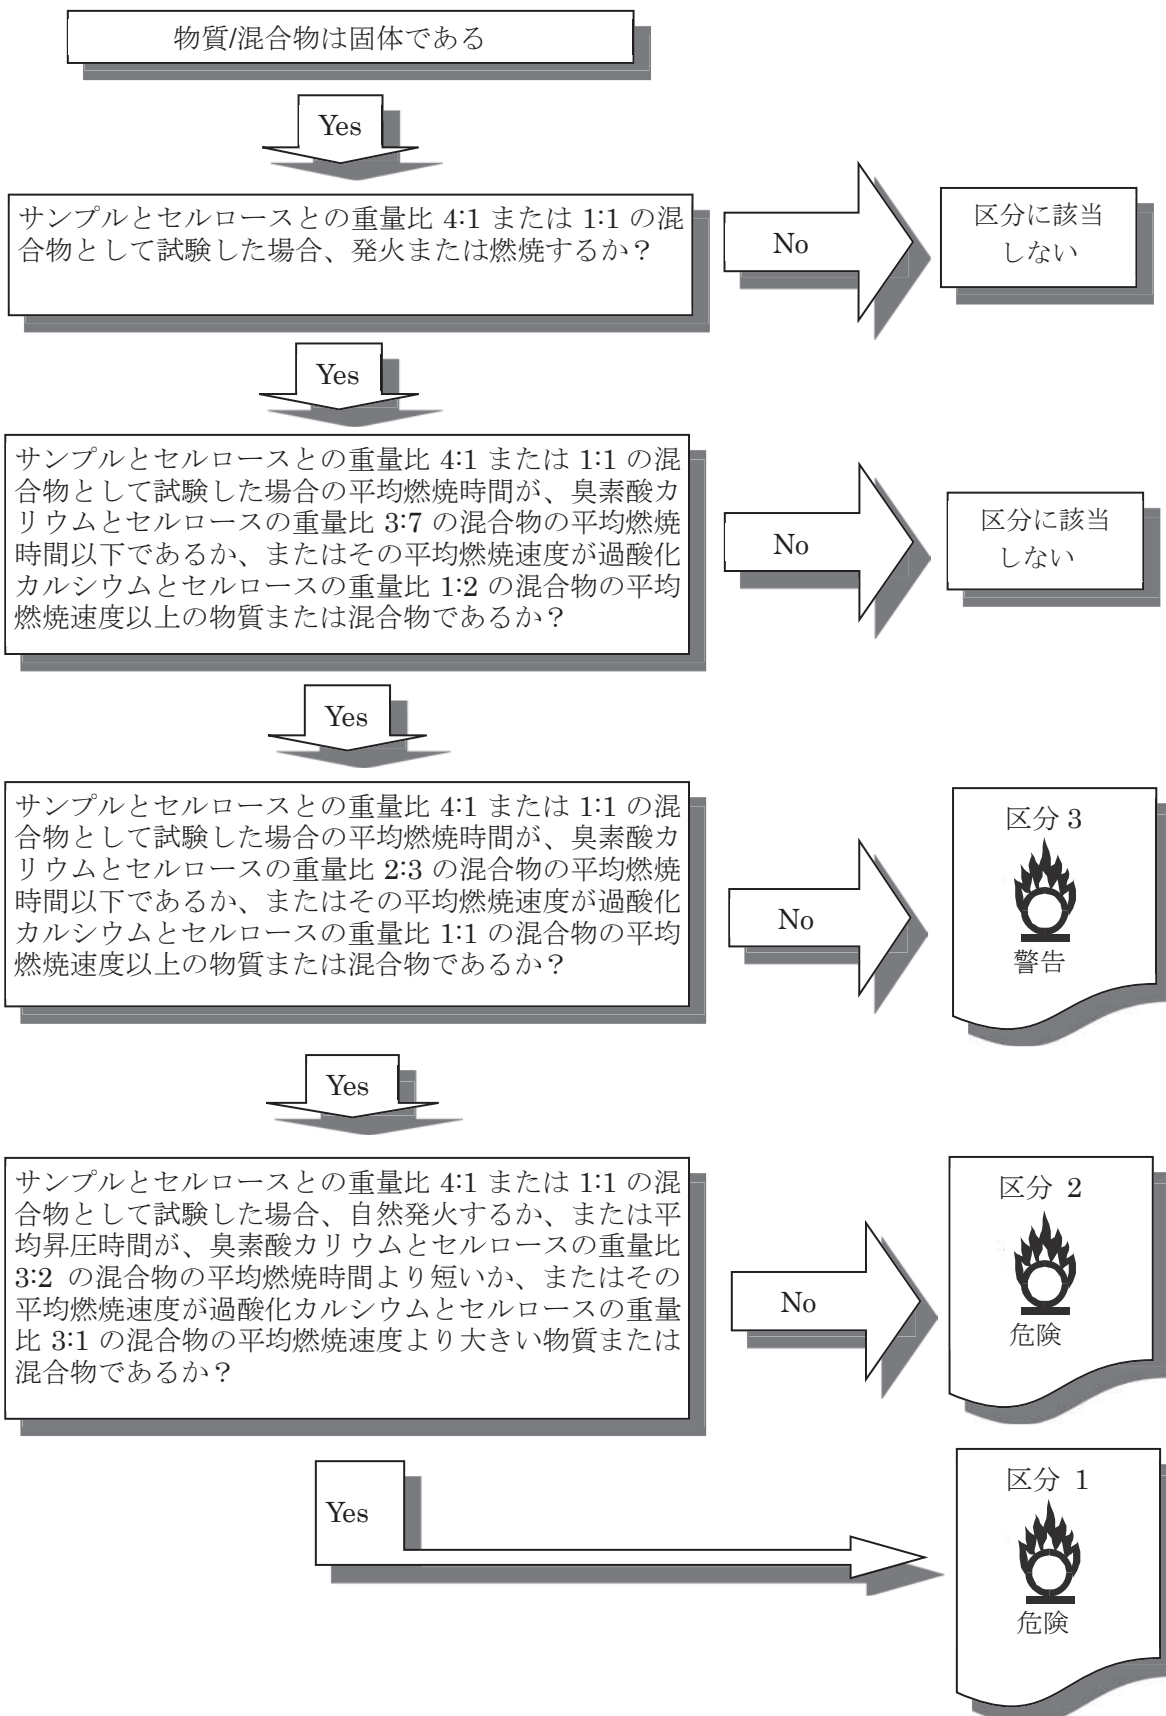 物質/混合物は固体である
Yes
サンプルとセルロースとの重量比 4:1 または 1:1 の混
合物として試験した場合、発火または燃焼するか？
No
区分に該当
しない
Yes
サンプルとセルロースとの重量比 4:1 または 1:1 の混
合物として試験した場合の平均燃焼時間が、臭素酸カ
リウムとセルロースの重量比 3:7 の混合物の平均燃焼
時間以下であるか、またはその平均燃焼速度が過酸化
カルシウムとセルロースの重量比 1:2 の混合物の平均
燃焼速度以上の物質または混合物であるか？
No
区分に該当
しない
Yes
サンプルとセルロースとの重量比 4:1 または 1:1 の混
合物として試験した場合の平均燃焼時間が、臭素酸カ
リウムとセルロースの重量比 2:3 の混合物の平均燃焼
時間以下であるか、またはその平均燃焼速度が過酸化
カルシウムとセルロースの重量比 1:1 の混合物の平均
燃焼速度以上の物質または混合物であるか？
No
区分 3
警告
Yes
サンプルとセルロースとの重量比 4:1 または 1:1 の混
合物として試験した場合、自然発火するか、または平
均昇圧時間が、臭素酸カリウムとセルロースの重量比
3:2 の混合物の平均燃焼時間より短いか、またはその
平均燃焼速度が過酸化カルシウムとセルロースの重量
比 3:1 の混合物の平均燃焼速度より大きい物質または
混合物であるか？
No
区分 2
危険
Yes
区分 1
危険